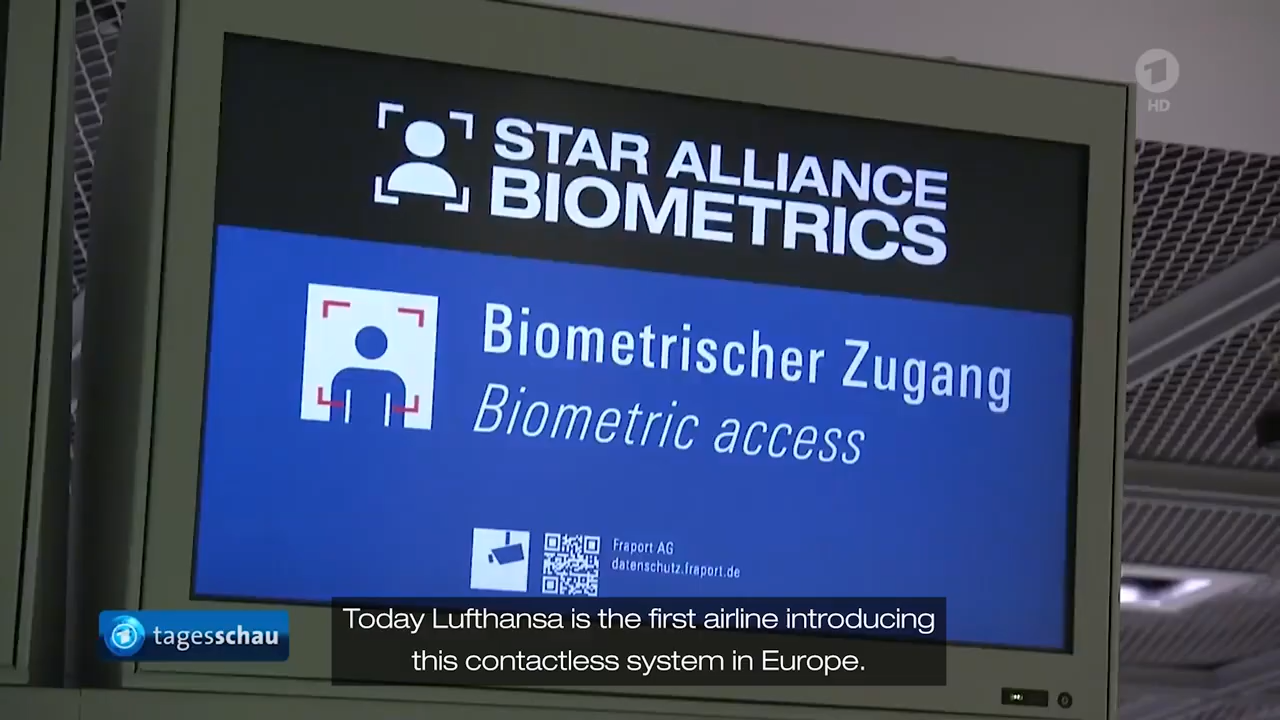 1
HD
STAR ALLIANCE
BIOMETRICS
Biometrischer Zugang
Biometric access
Fraport AG
datenschutz.fraport.de
Today Lufthansa is the first airline introducing
this contactless system in Europe.
tagesschau